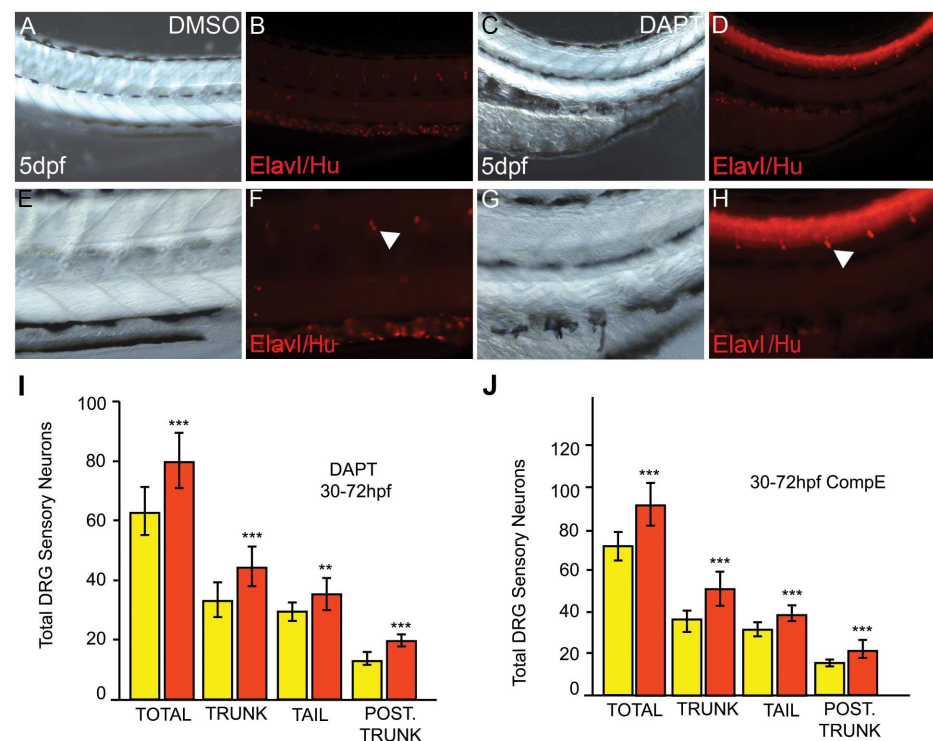 A DMSO
B
C DAPT
D
5dpf
Elavl/Hu
5dpf
Elavl/Hu
E
F
G
H
Elavl/Hu
Elavl/Hu
I
Total DRG Sensory Neurons
100
80
60
40
20
0
DAPT
30-72hpf
***
***
**
***
TOTAL
TRUNK
TAIL
POST.
TRUNK
J
Total DRG Sensory Neurons
120
100
80
60
40
20
0
30-72hpf CompE
***
***
***
***
TOTAL
TRUNK
TAIL
POST.
TRUNK